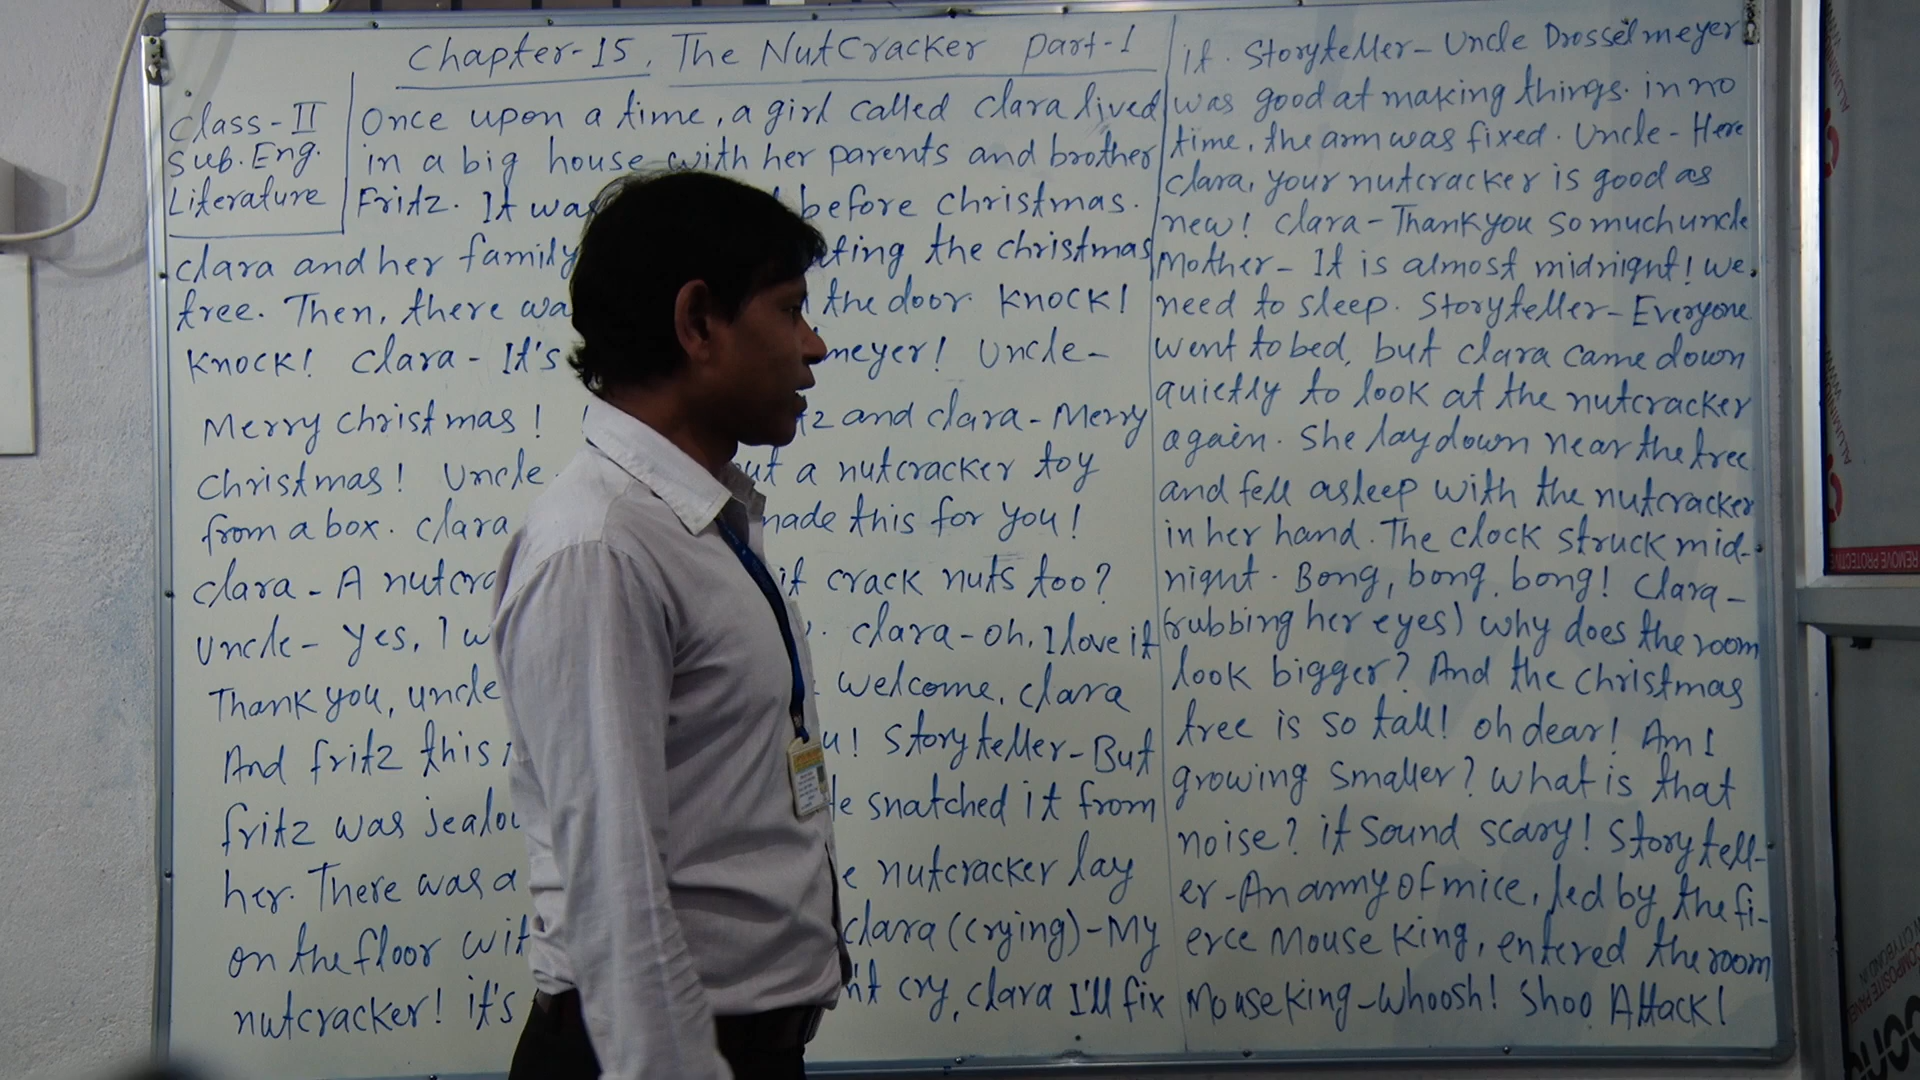 Chapter-15, The NutCracker Part-1
Class-II
Sub. Eng.
Literature
Once upon a time, a girl called Clara lived
in a big house with her parents and brother
Fritz. It was before christmas.
Clara and her family ting the christmas
tree. Then, there wa the door. Knock!
Knock! Clara - It's meyer! Uncle-
Merry christmas! tz and clara - Merry
christmas! Uncle ut a nutcracker toy
from a box. Clara made this for you!
Clara - A nutcra it crack nuts too?
Uncle - Yes, I w Clara - oh, I love it
Thank you, uncle welcome, clara
And fritz this u! Storyteller - But
fritz was jealou He snatched it from
her. There was a e nutcracker lay
on the floor wit Clara (crying) - My
nutcracker! it's n't cry, clara I'll fix
it. Storyteller - Uncle Drosselmeyer
was good at making things. in no
time, the arm was fixed. Uncle - Here
Clara, your nutcracker is good as
new! Clara - Thank you so much uncle
Mother - It is almost midnight! we
need to sleep. Storyteller - Everyone
went to bed, but clara came down
quietly to look at the nutcracker
again. She lay down near the tree
and fell asleep with the nutcracker
in her hand. The clock struck mid-
night. Bong, bong, bong! Clara -
(rubbing her eyes) why does the room
look bigger? And the christmas
tree is so tall! oh dear! Am I
growing smaller? what is that
noise? it sound scary! Storytell-
er - An army of mice, led by the fi-
erce Mouse King, entered the room
Mouse King - Whoosh! Shoo Attack!
REMOVE PROTECTIVE